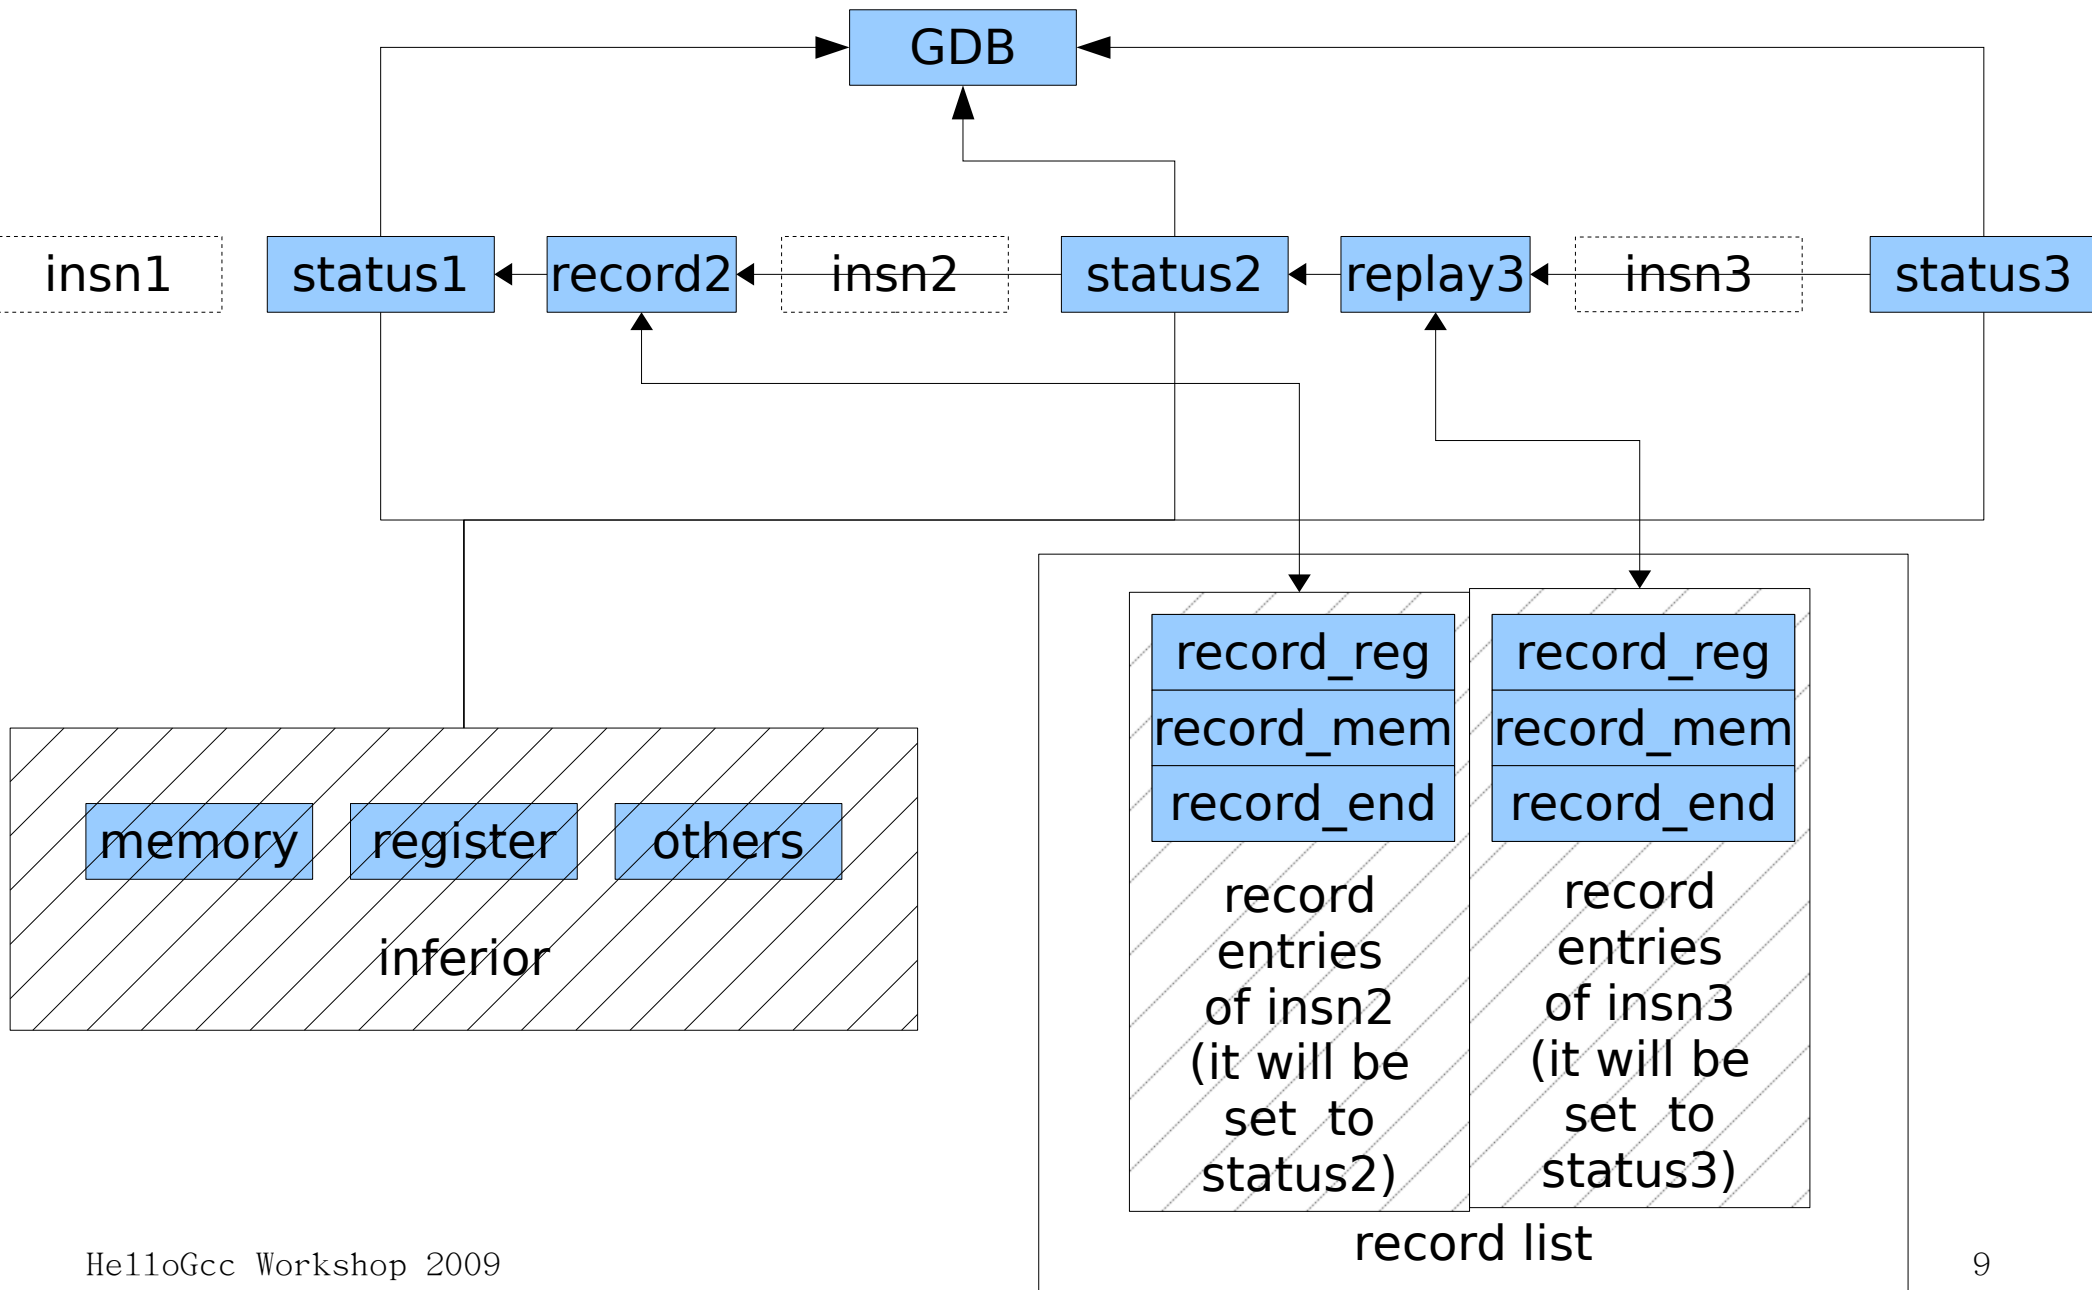 GDB
insn1
status1
record2
insn2
status2
replay3
insn3
status3
record_reg
record_mem
record_end
record
entries
of insn2
(it will be
set  to
status2)
record_reg
record_mem
record_end
record
entries
of insn3
(it will be
set  to
status3)
record list
memory
register
others
inferior
HelloGcc Workshop 2009
9